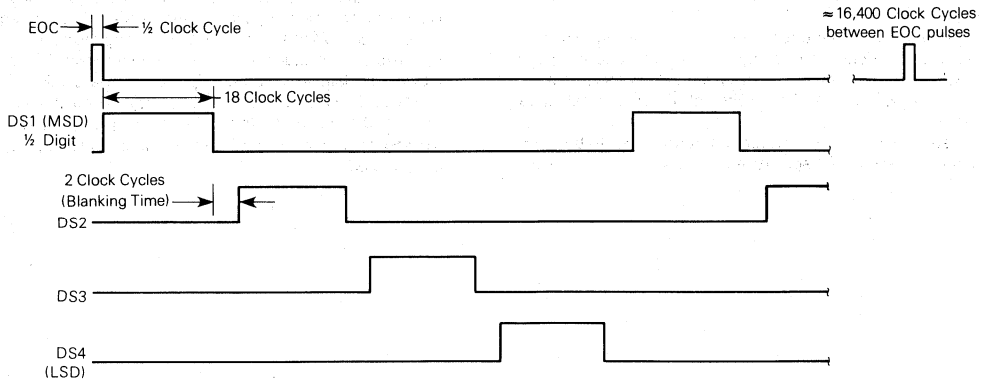 ≈ 16,400 Clock Cycles
between EOC pulses
EOC
½ Clock Cycle
18 Clock Cycles
DS1 (MSD)
½ Digit
2 Clock Cycles
(Blanking Time)
DS2
DS3
DS4
(LSD)